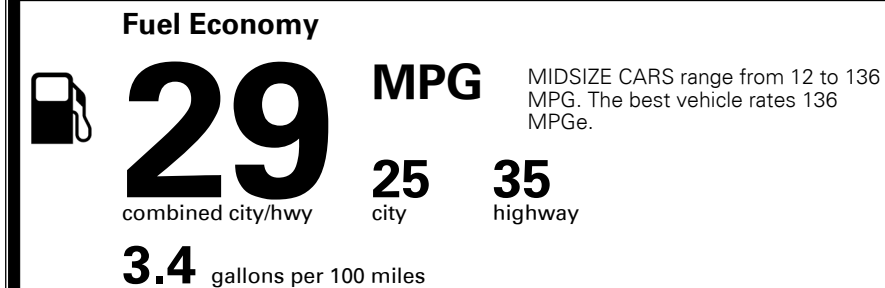 Fuel Economy
29 MPG
MIDSIZE CARS range from 12 to 136
MPG. The best vehicle rates 136
MPGe.
25 35
combined city/hwy city highway
3.4 gallons per 100 miles